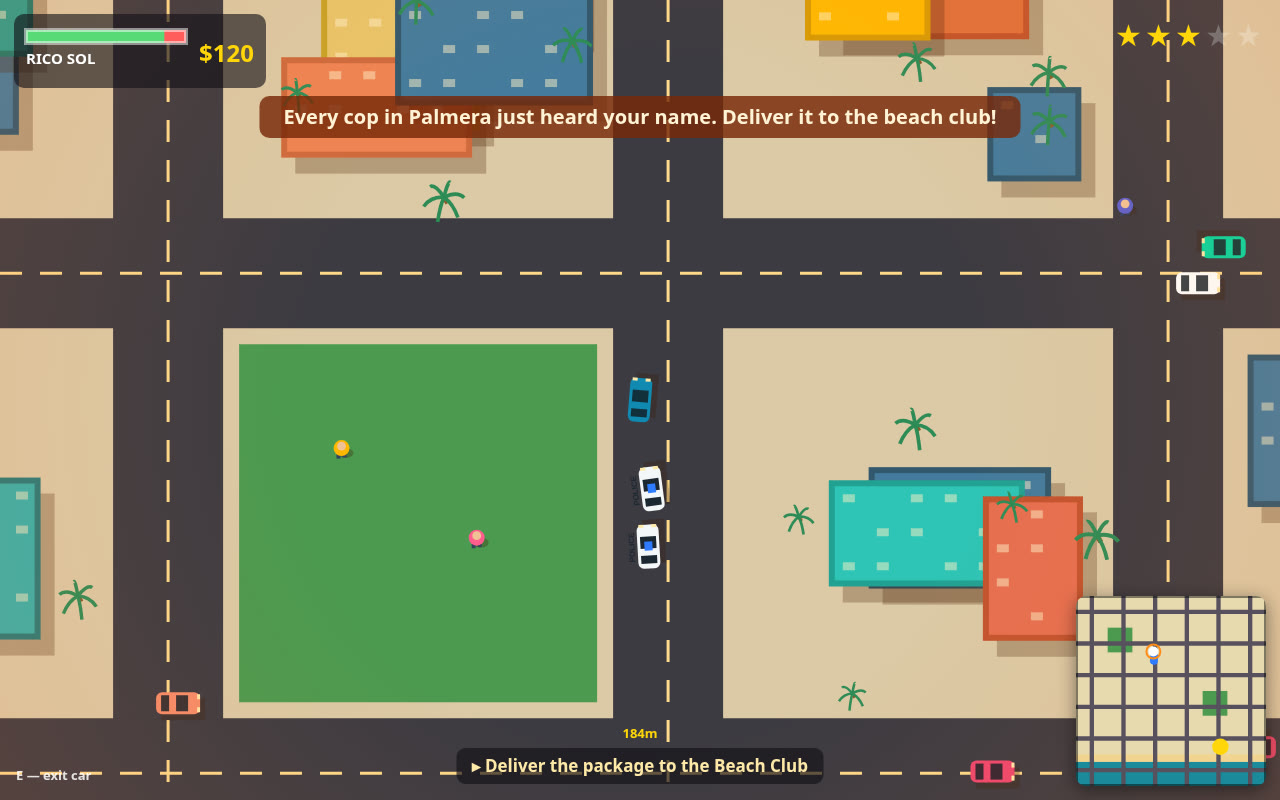 RICO SOL
$120
★★★★★
Every cop in Palmera just heard your name. Deliver it to the beach club!
184m
▸ Deliver the package to the Beach Club
E — exit car